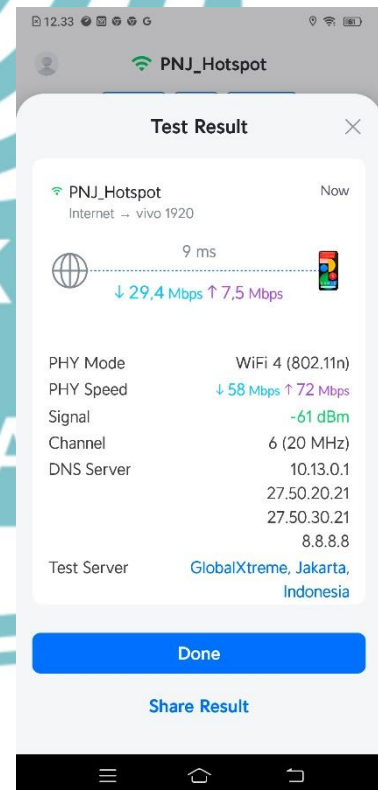 12.33
PNJ_Hotspot
Test Result
PNJ_Hotspot Now
Internet → vivo 1920
9 ms
↓ 29,4 Mbps ↑ 7,5 Mbps
PHY Mode WiFi 4 (802.11n)
PHY Speed ↓ 58 Mbps ↑ 72 Mbps
Signal -61 dBm
Channel 6 (20 MHz)
DNS Server 10.13.0.1
27.50.20.21
27.50.30.21
8.8.8.8
Test Server GlobalXtreme, Jakarta,
Indonesia
Done
Share Result